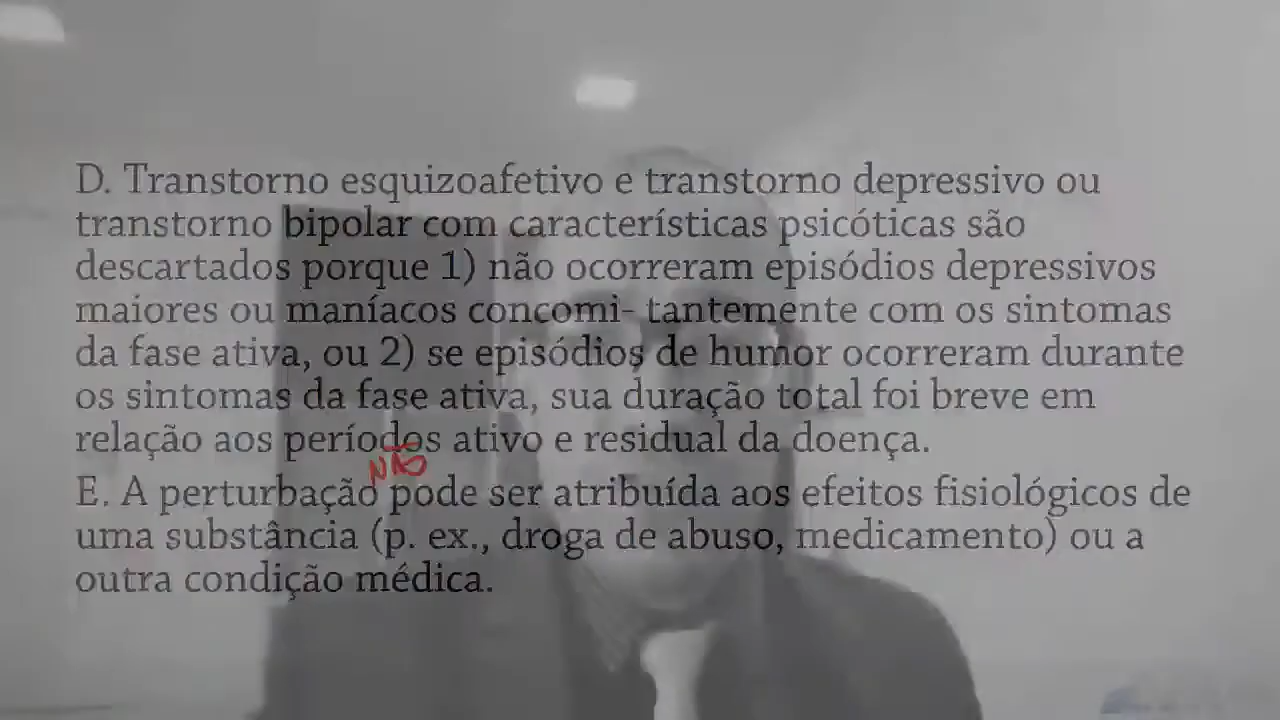 D. Transtorno esquizoafetivo e transtorno depressivo ou
transtorno bipolar com características psicóticas são
descartados porque 1) não ocorreram episódios depressivos
maiores ou maníacos concomi- tantemente com os sintomas
da fase ativa, ou 2) se episódios de humor ocorreram durante
os sintomas da fase ativa, sua duração total foi breve em
relação aos períodos ativo e residual da doença.
NÃO
E. A perturbação pode ser atribuída aos efeitos fisiológicos de
uma substância (p. ex., droga de abuso, medicamento) ou a
outra condição médica.